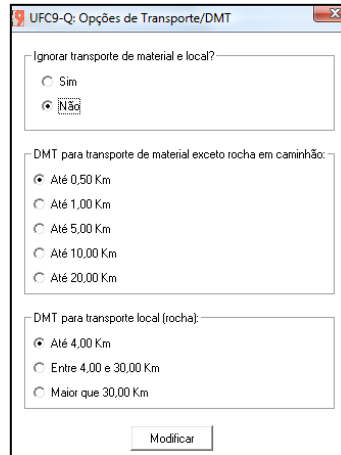 UFC9-Q: Opções de Transporte/DMT
Ignorar transporte de material e local?
Sim
Não
DMT para transporte de material exceto rocha em caminhão:
Até 0,50 Km
Até 1,00 Km
Até 5,00 Km
Até 10,00 Km
Até 20,00 Km
DMT para transporte local (rocha):
Até 4,00 Km
Entre 4,00 e 30,00 Km
Maior que 30,00 Km
Modificar